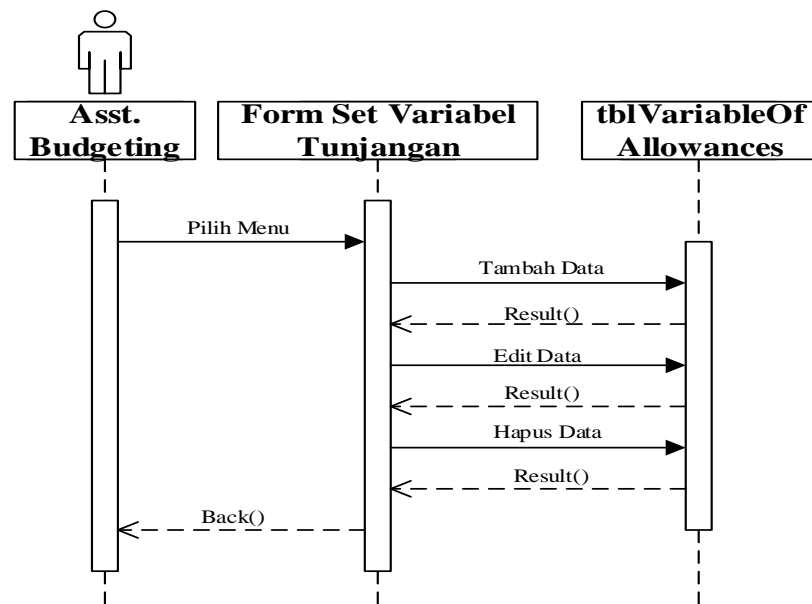 Asst.
Budgeting
Form Set Variabel
Tunjangan
tblVariableOf
Allowances
Pilih Menu
Tambah Data
Result()
Edit Data
Result()
Hapus Data
Result()
Back()